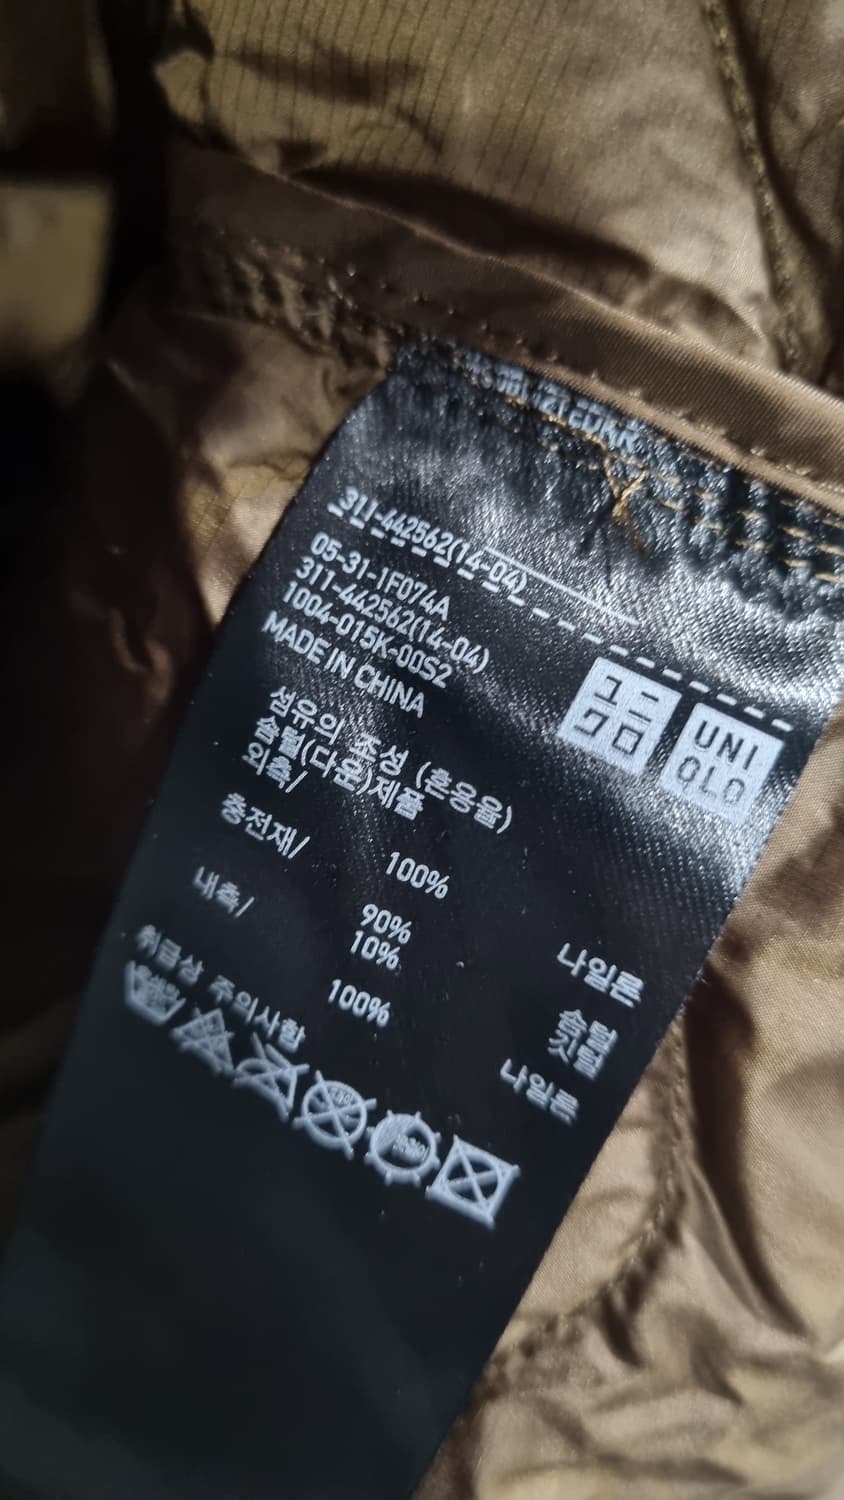 311-442562(14-04)
05-31-1F074A
311-442562(14-04)
1004-015K-00S2
MADE IN CHINA
ユニ
クロ
UNI
QLO
섬유의 조성 (혼용율)
솜털(다운)제품
외측/
100% 나일론
충전재/
90% 솜털
10% 깃털
내측/
100% 나일론
취급상 주의사항